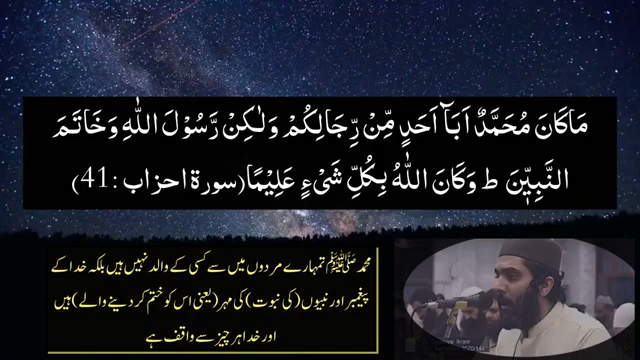 مَاكَانَ مُحَمَّدٌ اَبَآ اَحَدٍ مِّنْ رِّجَالِكُمْ وَلٰكِنْ رَّسُوْلَ اللّٰهِ وَخَاتَمَ
النَّبِيّٖنَ ط وَكَانَ اللّٰهُ بِكُلِّ شَیْءٍ عَلِيْمًا(سورة احزاب :41)
محمد ﷺ تمہارے مردوں میں سے کسی کے والد نہیں ہیں بلکہ خدا کے
پیغمبر اور نبیوں (کی نبوت) کی مہر (یعنی اس کو ختم کر دینے والے) ہیں
اور خدا ہر چیز سے واقف ہے